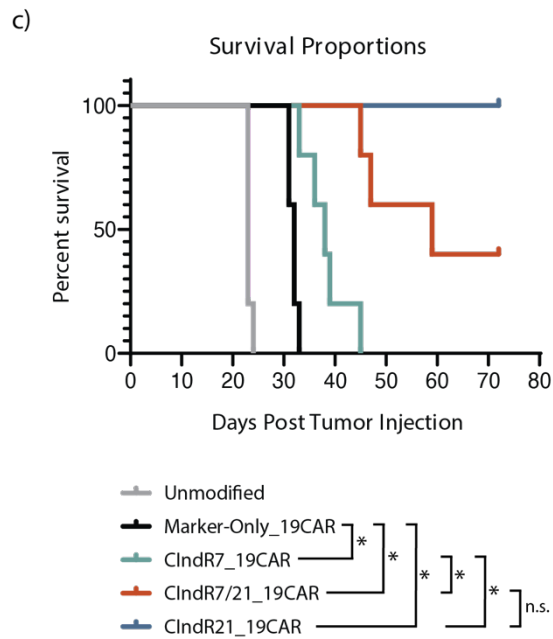 c)
Survival Proportions
Percent survival
100
50
0
0 10 20 30 40 50 60 70 80
Days Post Tumor Injection
Unmodified
Marker-Only_19CAR
CIndR7_19CAR
CIndR7/21_19CAR
CIndR21_19CAR
* * * * * n.s.